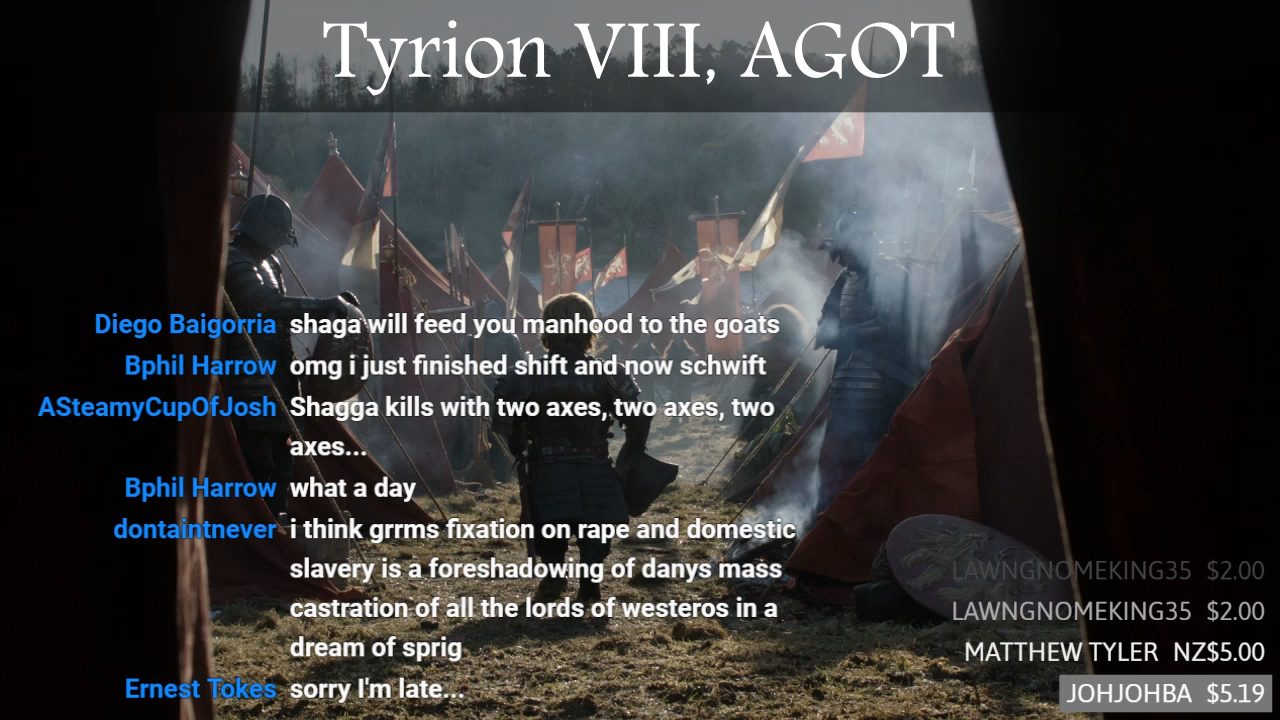 Tyrion VIII, AGOT
Diego Baigorria shaga will feed you manhood to the goats
Bphil Harrow omg i just finished shift and now schwift
ASteamyCupOfJosh Shagga kills with two axes, two axes, two
axes...
Bphil Harrow what a day
dontaintnever i think grrms fixation on rape and domestic
slavery is a foreshadowing of danys mass
castration of all the lords of westeros in a
dream of sprig
Ernest Tokes sorry I'm late...
LAWNGNOMEKING35 $2.00
LAWNGNOMEKING35 $2.00
MATTHEW TYLER NZ$5.00
JOHJOHBA $5.19